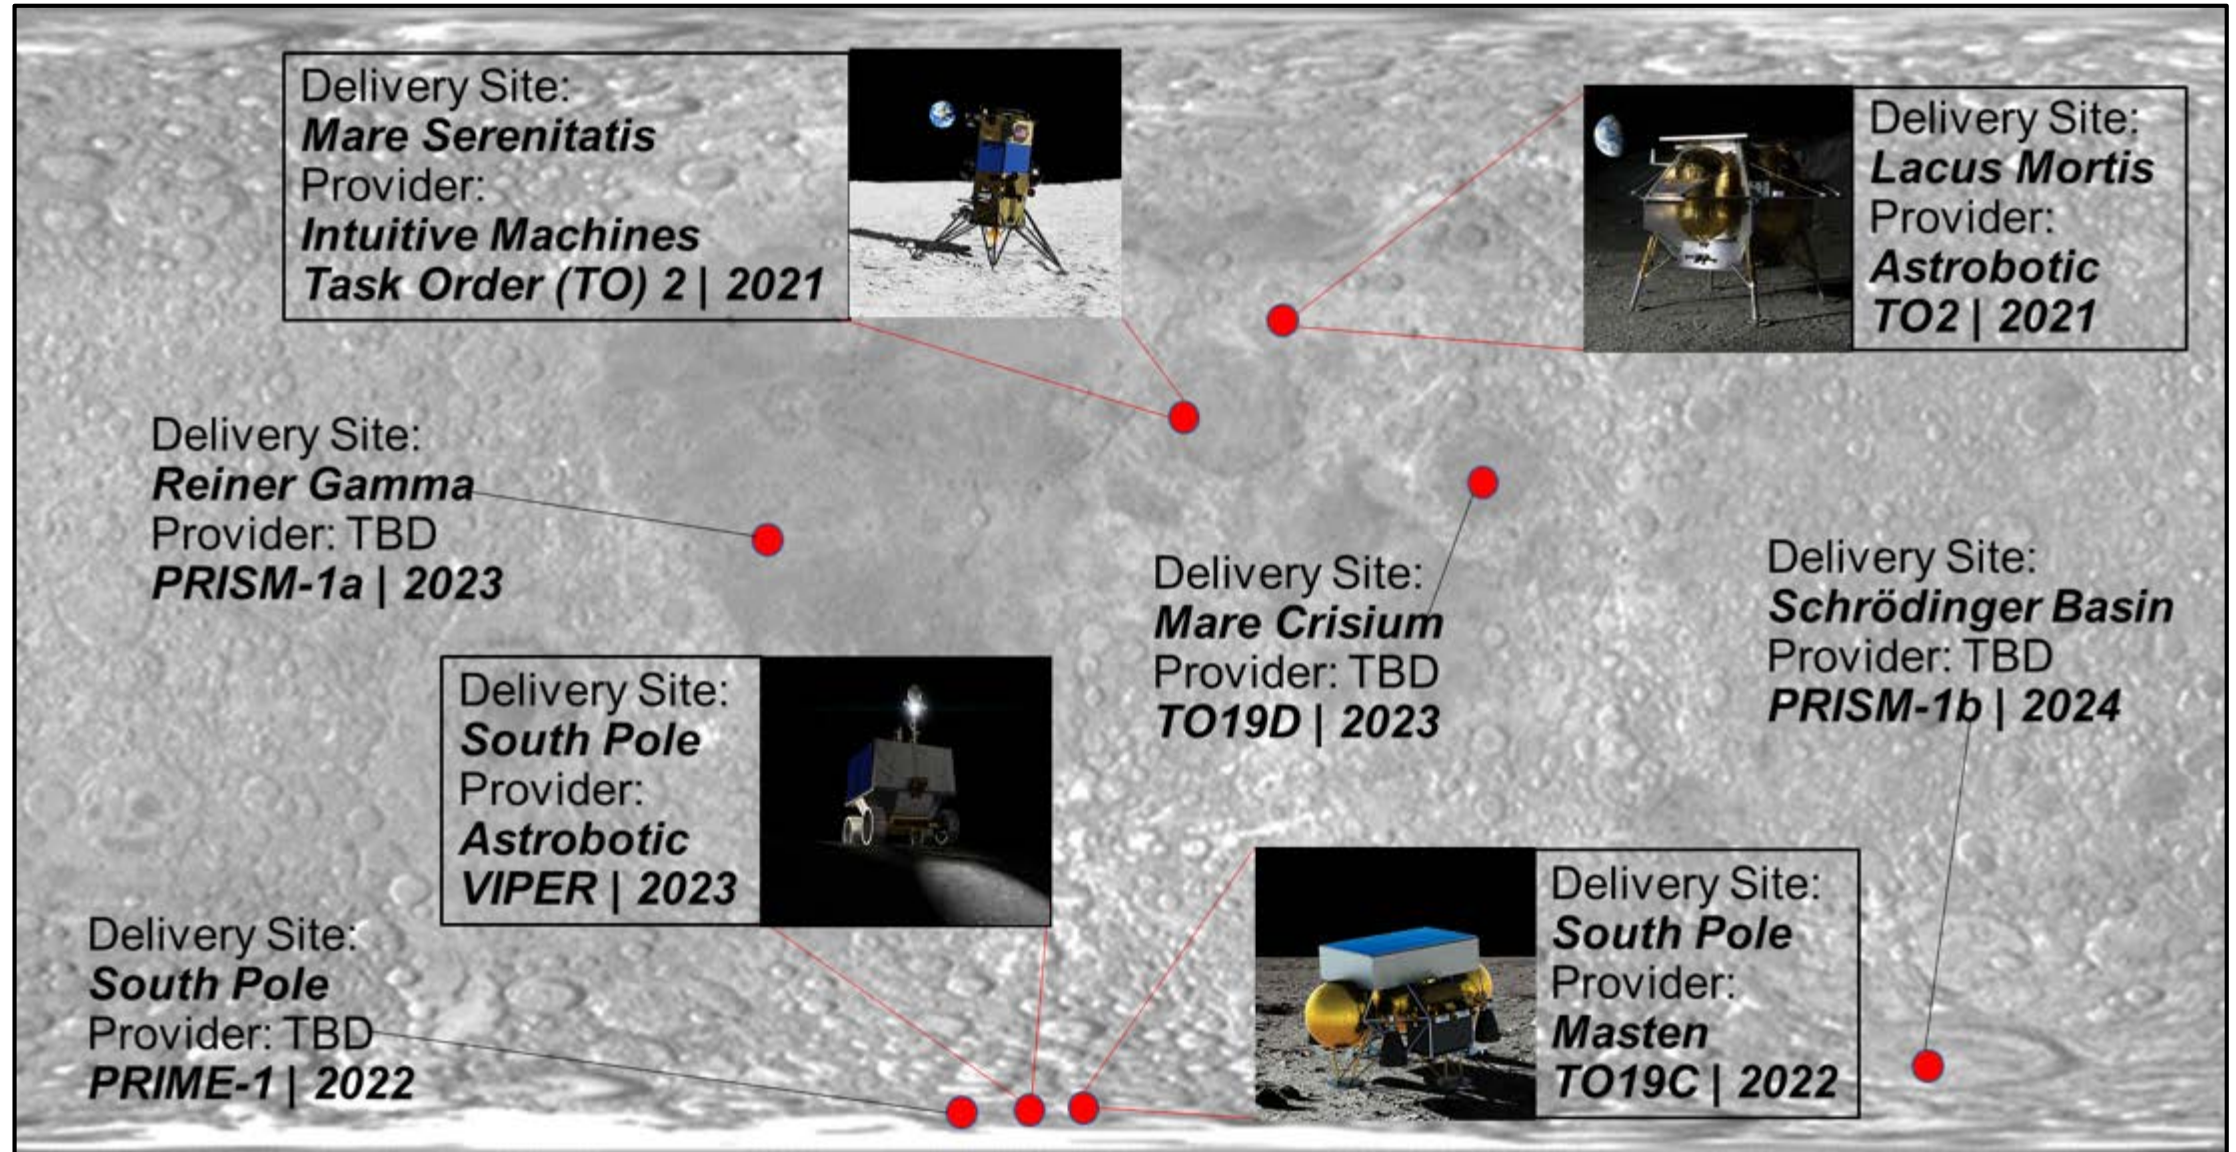 Delivery Site:
Mare Serenitatis
Provider:
Intuitive Machines
Task Order (TO) 2 | 2021
Delivery Site:
Lacus Mortis
Provider:
Astrobotic
TO2 | 2021
Delivery Site:
Reiner Gamma
Provider: TBD
PRISM-1a | 2023
Delivery Site:
Mare Crisium
Provider: TBD
TO19D | 2023
Delivery Site:
Schrödinger Basin
Provider: TBD
PRISM-1b | 2024
Delivery Site:
South Pole
Provider:
Astrobotic
VIPER | 2023
Delivery Site:
South Pole
Provider: TBD
PRIME-1 | 2022
Delivery Site:
South Pole
Provider:
Masten
TO19C | 2022